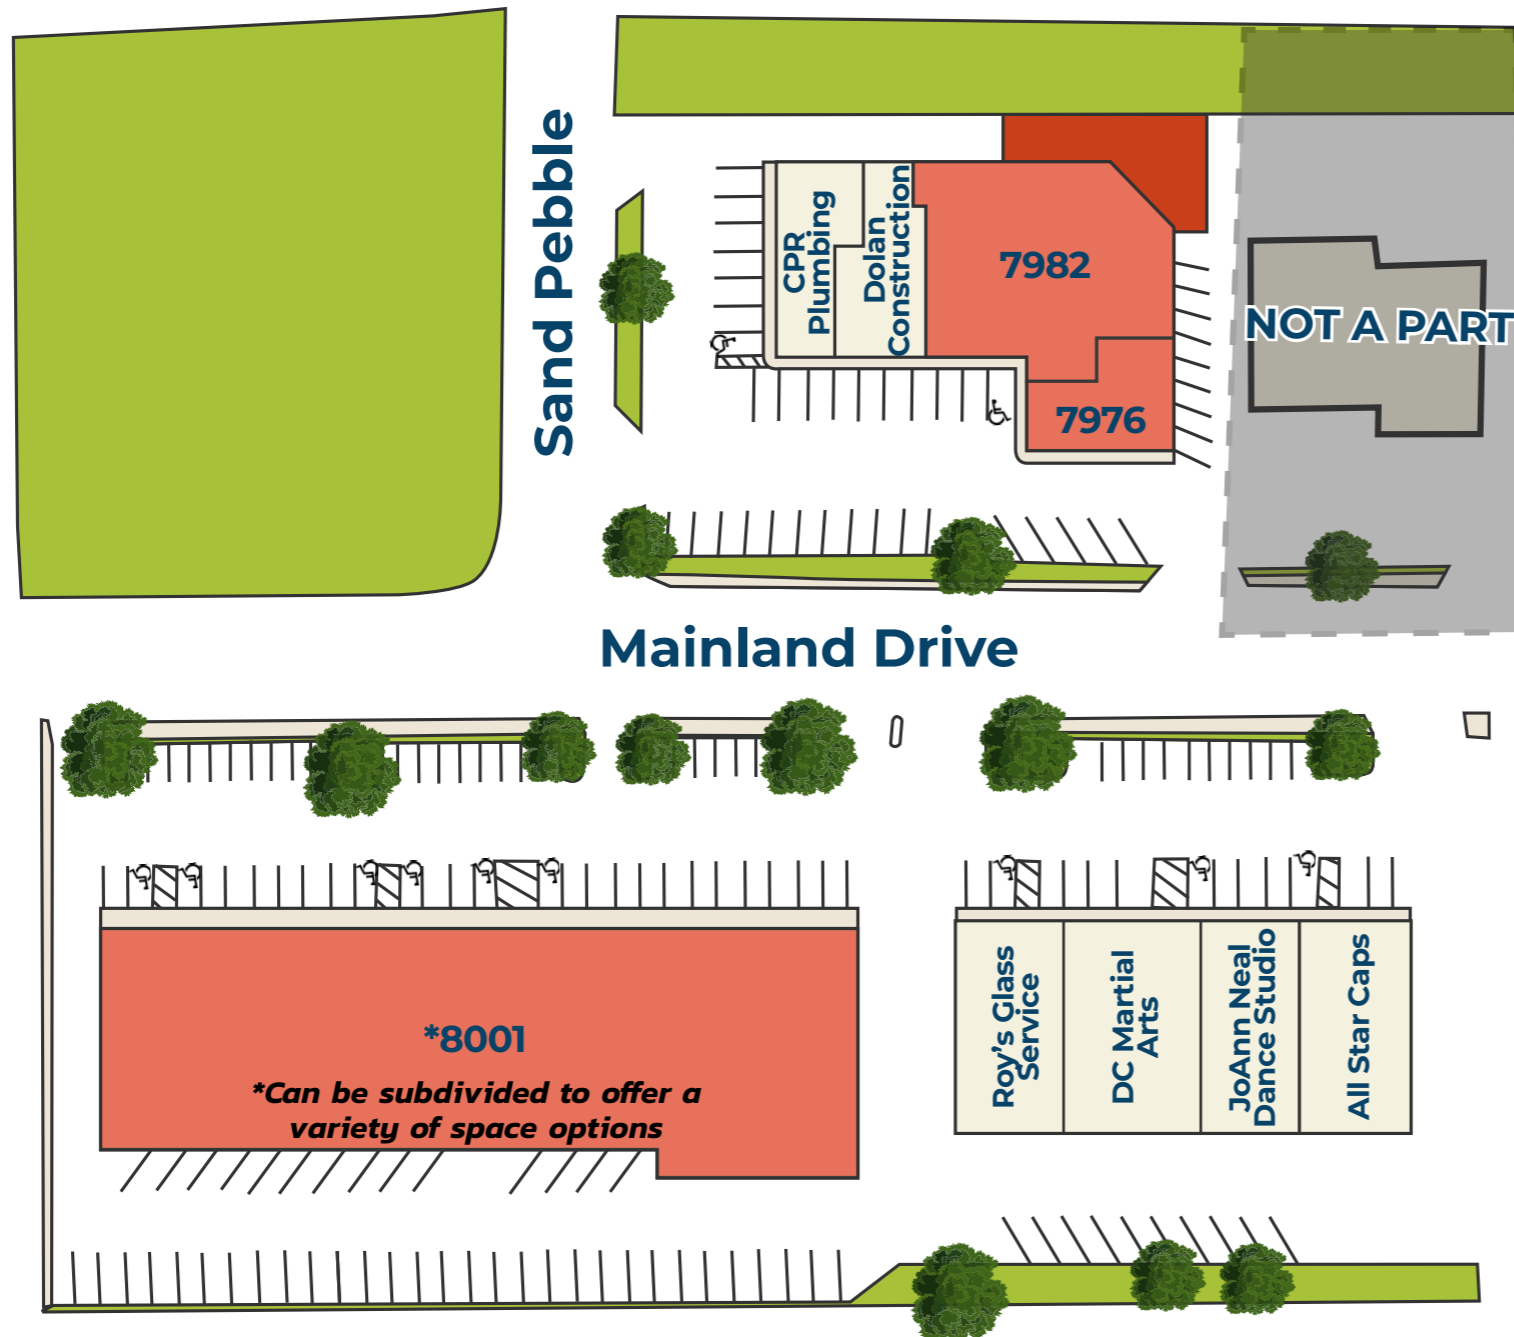 Sand Pebble
CPR
Plumbing
Dolan
Construction
7982
7976
NOT A PART
Mainland Drive
*8001
*Can be subdivided to offer a
variety of space options
Roy's Glass
Service
DC Martial
Arts
JoAnn Neal
Dance Studio
All Star Caps